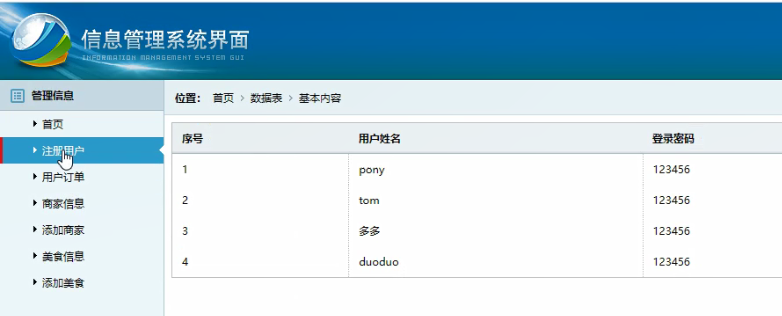 信息管理系统界面
INFORMATION MANAGEMENT SYSTEM GUI
管理信息
首页
注册用户
用户订单
商家信息
添加商家
美食信息
添加美食
位置： 首页 › 数据表 › 基本内容
序号 用户姓名 登录密码
1 pony 123456
2 tom 123456
3 多多 123456
4 duoduo 123456